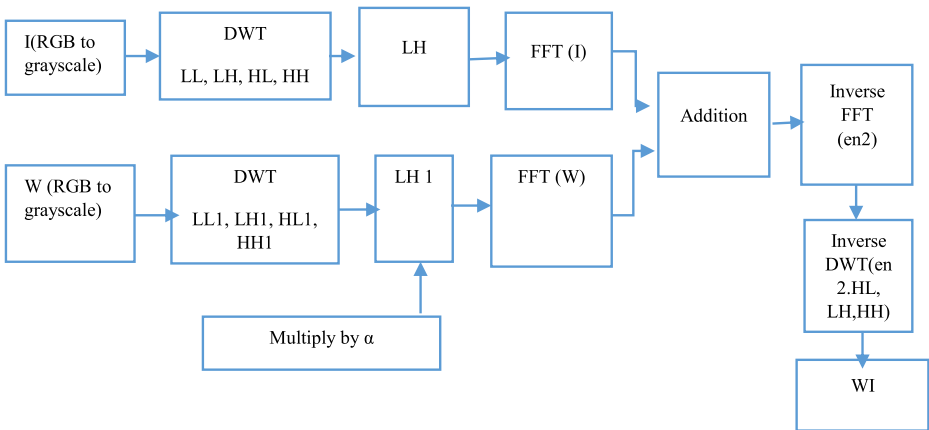 I(RGB to
grayscale)
DWT
LL, LH, HL, HH
LH
FFT (I)
Addition
Inverse
FFT
(en2)
W (RGB to
grayscale)
DWT
LL1, LH1, HL1,
HH1
LH 1
FFT (W)
Inverse
DWT(en
2.HL,
LH,HH)
Multiply by α
WI